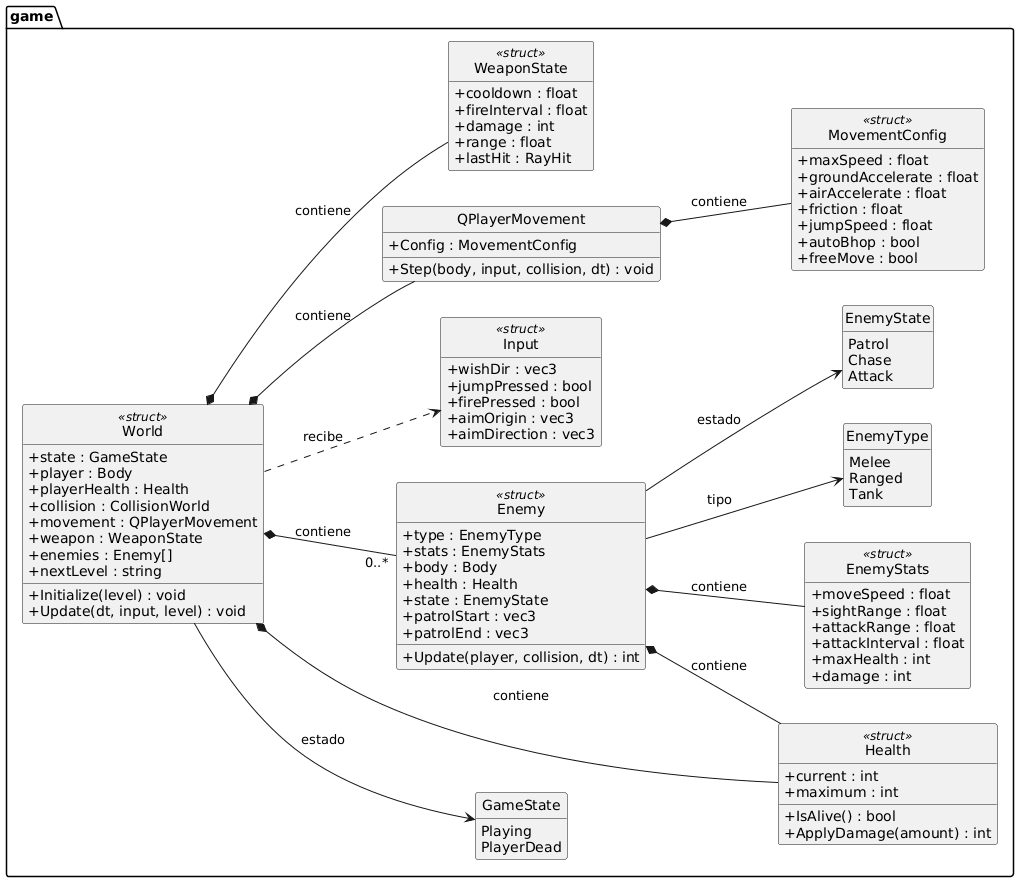 game
«struct»
WeaponState
+cooldown : float
+fireInterval : float
+damage : int
+range : float
+lastHit : RayHit
«struct»
MovementConfig
+maxSpeed : float
+groundAccelerate : float
+airAccelerate : float
+friction : float
+jumpSpeed : float
+autoBhop : bool
+freeMove : bool
contiene
contiene
QPlayerMovement
+Config : MovementConfig
+Step(body, input, collision, dt) : void
contiene
«struct»
Input
+wishDir : vec3
+jumpPressed : bool
+firePressed : bool
+aimOrigin : vec3
+aimDirection : vec3
EnemyState
Patrol
Chase
Attack
«struct»
World
+state : GameState
+player : Body
+playerHealth : Health
+collision : CollisionWorld
+movement : QPlayerMovement
+weapon : WeaponState
+enemies : Enemy[]
+nextLevel : string
+Initialize(level) : void
+Update(dt, input, level) : void
recibe
estado
EnemyType
Melee
Ranged
Tank
tipo
contiene
0..*
«struct»
Enemy
+type : EnemyType
+stats : EnemyStats
+body : Body
+health : Health
+state : EnemyState
+patrolStart : vec3
+patrolEnd : vec3
+Update(player, collision, dt) : int
contiene
«struct»
EnemyStats
+moveSpeed : float
+sightRange : float
+attackRange : float
+attackInterval : float
+maxHealth : int
+damage : int
contiene
contiene
«struct»
Health
+current : int
+maximum : int
+IsAlive() : bool
+ApplyDamage(amount) : int
estado
GameState
Playing
PlayerDead